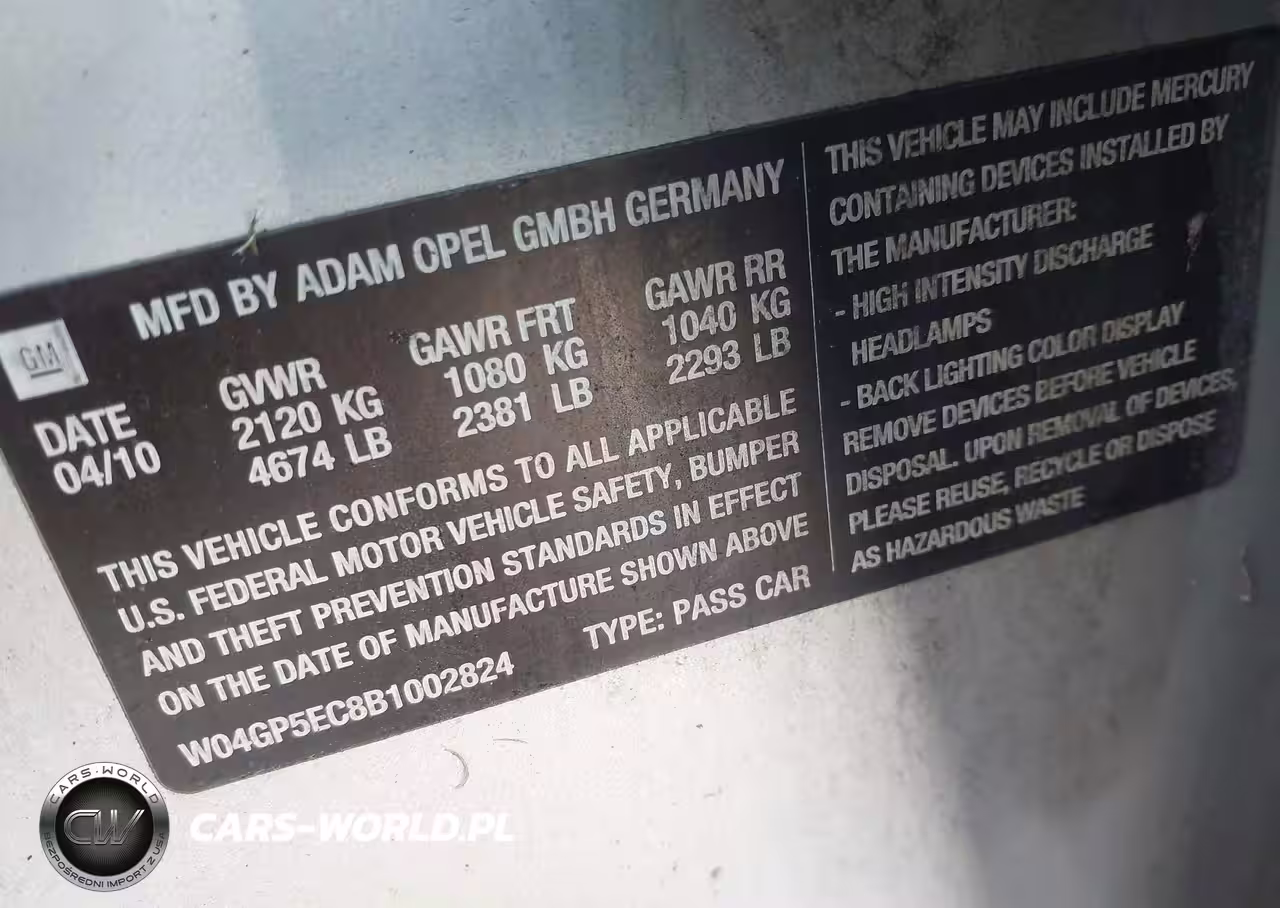 GM
MFD BY ADAM OPEL GMBH GERMANY
DATE GVWR GAWR FRT GAWR RR
04/10 2120 KG 1080 KG 1040 KG
4674 LB 2381 LB 2293 LB
THIS VEHICLE CONFORMS TO ALL APPLICABLE
U.S. FEDERAL MOTOR VEHICLE SAFETY, BUMPER
AND THEFT PREVENTION STANDARDS IN EFFECT
ON THE DATE OF MANUFACTURE SHOWN ABOVE
W04GP5EC8B1002824 TYPE: PASS CAR
THIS VEHICLE MAY INCLUDE MERCURY
CONTAINING DEVICES INSTALLED BY
THE MANUFACTURER:
- HIGH INTENSITY DISCHARGE
HEADLAMPS
- BACK LIGHTING COLOR DISPLAY
REMOVE DEVICES BEFORE VEHICLE
DISPOSAL. UPON REMOVAL OF DEVICES,
PLEASE REUSE, RECYCLE OR DISPOSE
AS HAZARDOUS WASTE
CARS-WORLD
CW
BEZPOŚREDNI IMPORT Z USA
CARS-WORLD.PL